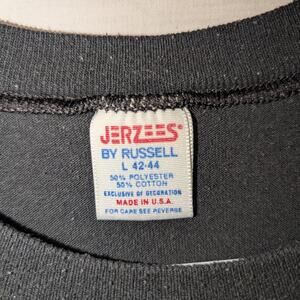 JERZEES®
BY RUSSELL
L 42-44
50% POLYESTER
50% COTTON
EXCLUSIVE OF DECORATION
MADE IN U.S.A.
FOR CARE SEE REVERSE